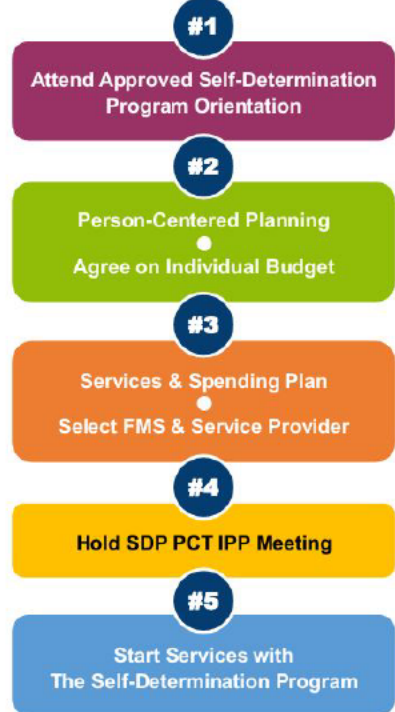 #1
Attend Approved Self-Determination
Program Orientation
#2
Person-Centered Planning
Agree on Individual Budget
#3
Services & Spending Plan
Select FMS & Service Provider
#4
Hold SDP PCT IPP Meeting
#5
Start Services with
The Self-Determination Program